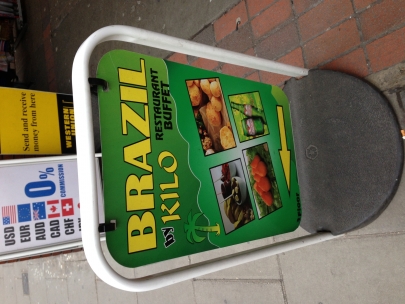 BRAZIL
by KILO
RESTAURANT
BUFFET
Send and receive
money from here
WESTERN
UNION
USD
EUR
AUD
CAD
CHF
0%
COMMISSION